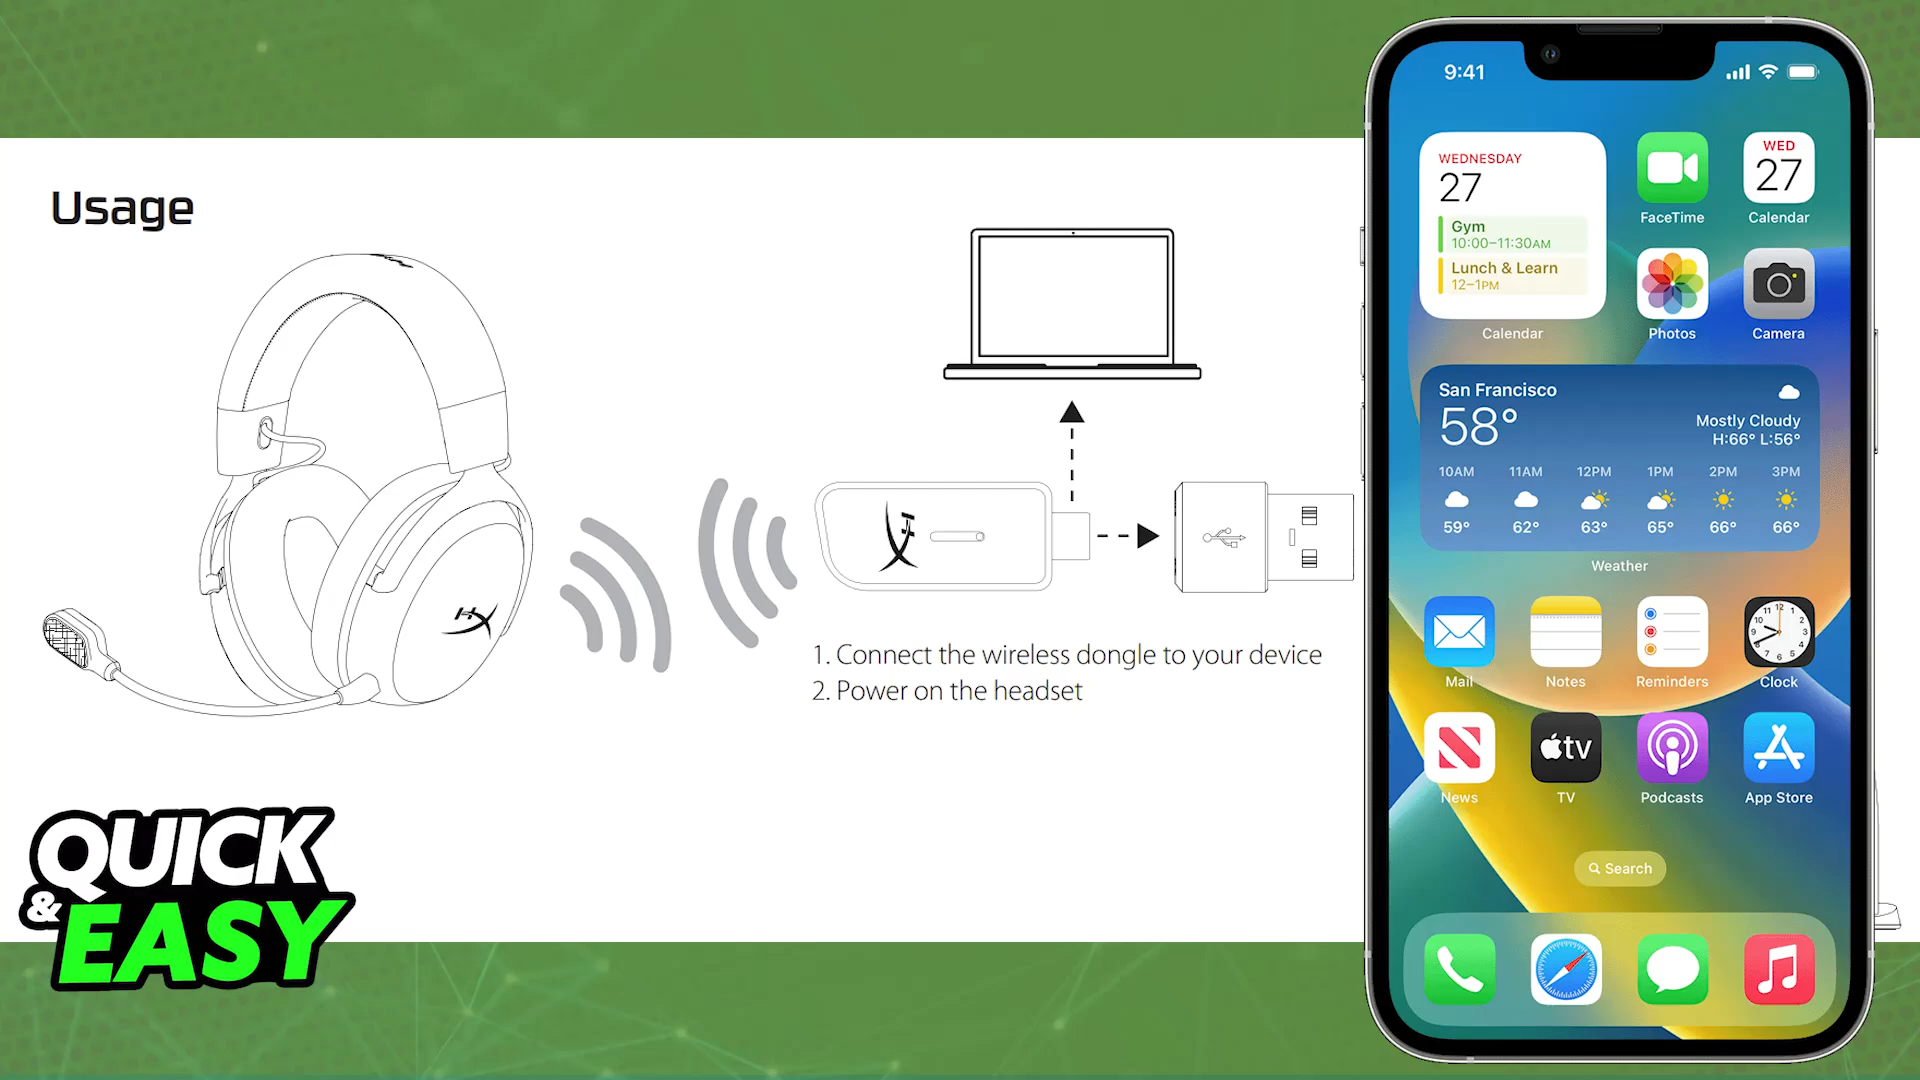 Usage
HX
HX
1. Connect the wireless dongle to your device
2. Power on the headset
QUICK
& EASY
9:41
WEDNESDAY
27
Gym
10:00–11:30AM
Lunch & Learn
12–1PM
Calendar
FaceTime
WED
27
Calendar
Photos
Camera
San Francisco
58°
Mostly Cloudy
H:66° L:56°
10AM 11AM 12PM 1PM 2PM 3PM
59° 62° 63° 65° 66° 66°
Weather
Mail Notes Reminders Clock
tv
News TV Podcasts App Store
Search